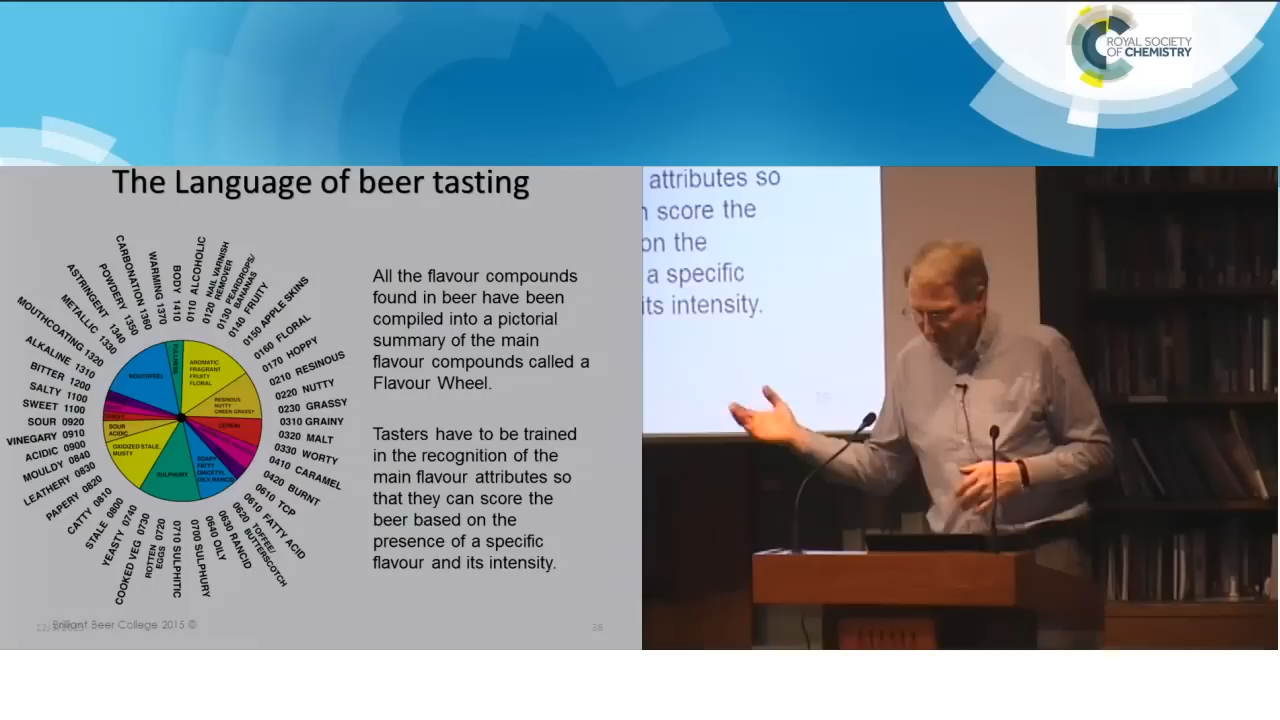 ROYAL SOCIETY
OF CHEMISTRY
The Language of beer tasting
BODY 1410
0110 ALCOHOLIC
0120 NAIL VARNISH
REMOVER
0130 PEARDROPS/
BANANAS
0140 FRUITY
0150 APPLE SKINS
0160 FLORAL
0170 HOPPY
0210 RESINOUS
0220 NUTTY
0230 GRASSY
0310 GRAINY
0320 MALT
0330 WORTY
0410 CARAMEL
0420 BURNT
0610 TCP
0610 FATTY ACID
0620 TOFFEE/
BUTTERSCOTCH
0630 RANCID
0640 OILY
0700 SULPHURY
0710 SULPHITIC
ROTTEN 0720
EGGS
COOKED VEG 0730
YEASTY 0740
STALE 0800
CATTY 0810
PAPERY 0820
LEATHERY 0830
MOULDY 0840
ACIDIC 0900
VINEGARY 0910
SOUR 0920
SWEET 1100
SALTY 1100
BITTER 1200
ALKALINE 1310
MOUTHCOATING 1320
METALLIC 1330
ASTRINGENT 1340
POWDERY 1350
CARBONATION 1360
WARMING 1370
FULLNESS
AROMATIC
FRAGRANT
FRUITY
FLORAL
RESINOUS
NUTTY
GREEN GRASSY
CEREAL
SOAPY
FATTY
DIACETYL
OILY RANCID
SULPHURY
OXIDIZED STALE
MUSTY
SOUR
ACIDIC
SWEET
MOUTHFEEL
All the flavour compounds
found in beer have been
compiled into a pictorial
summary of the main
flavour compounds called a
Flavour Wheel.
Tasters have to be trained
in the recognition of the
main flavour attributes so
that they can score the
beer based on the
presence of a specific
flavour and its intensity.
Brilliant Beer College 2015 ©
38
attributes so
score the
on the
a specific
its intensity.